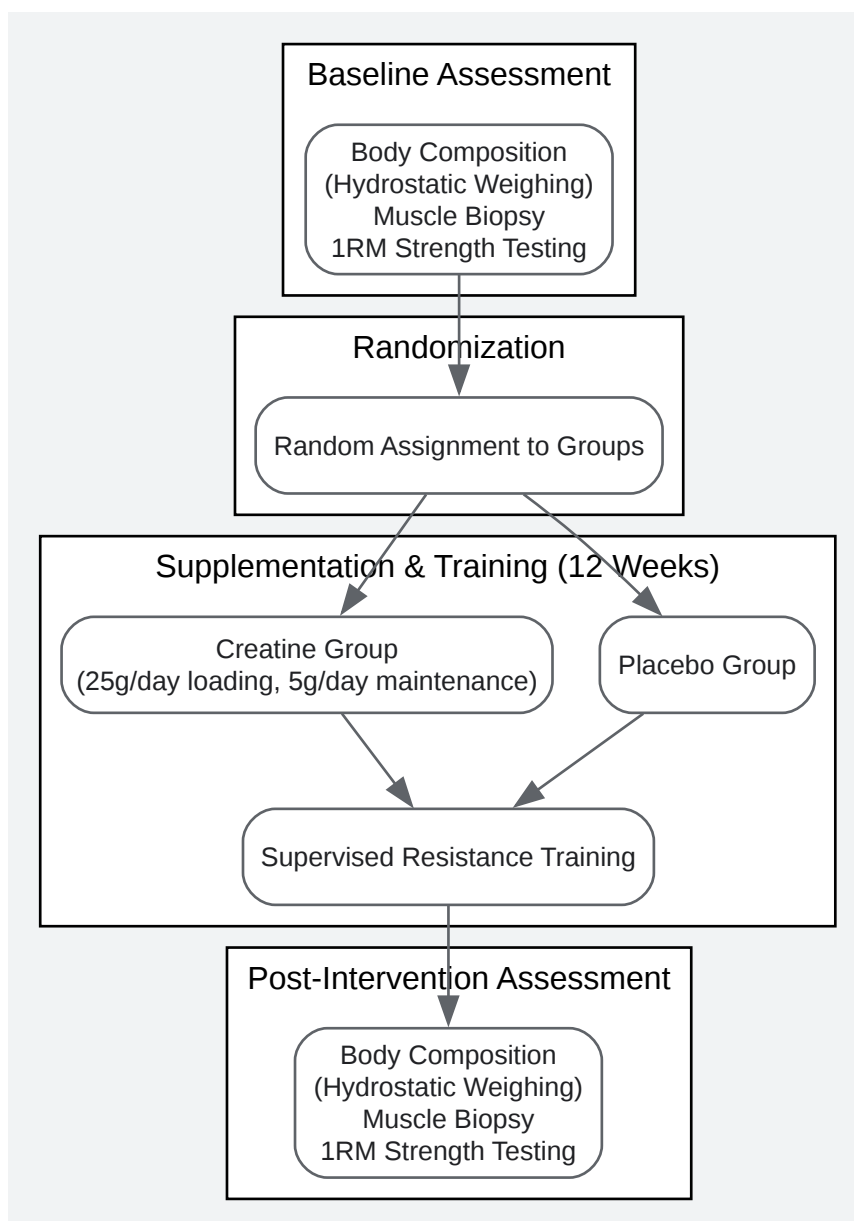 Baseline Assessment
Body Composition
(Hydrostatic Weighing)
Muscle Biopsy
1RM Strength Testing
Randomization
Random Assignment to Groups
Supplementation & Training (12 Weeks)
Creatine Group
(25g/day loading, 5g/day maintenance)
Placebo Group
Supervised Resistance Training
Post-Intervention Assessment
Body Composition
(Hydrostatic Weighing)
Muscle Biopsy
1RM Strength Testing